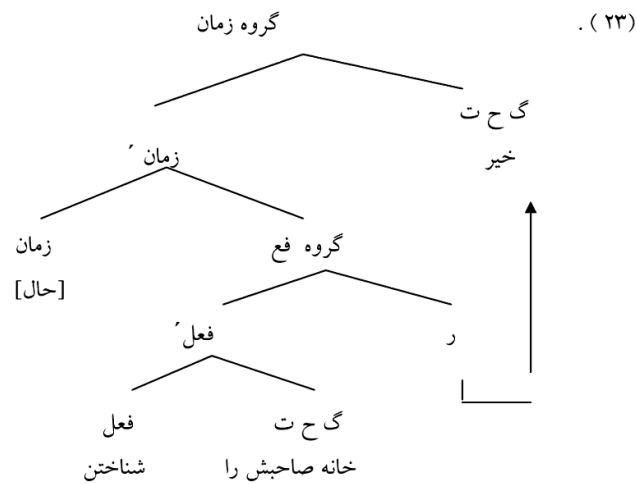 (۲۳ ) .
گروه زمان
گ ح ت
خیر
زمان ´
زمان
[حال]
گروه فع
فعل ´
ر
فعل
گ ح ت
شناختن
خانه صاحبش را